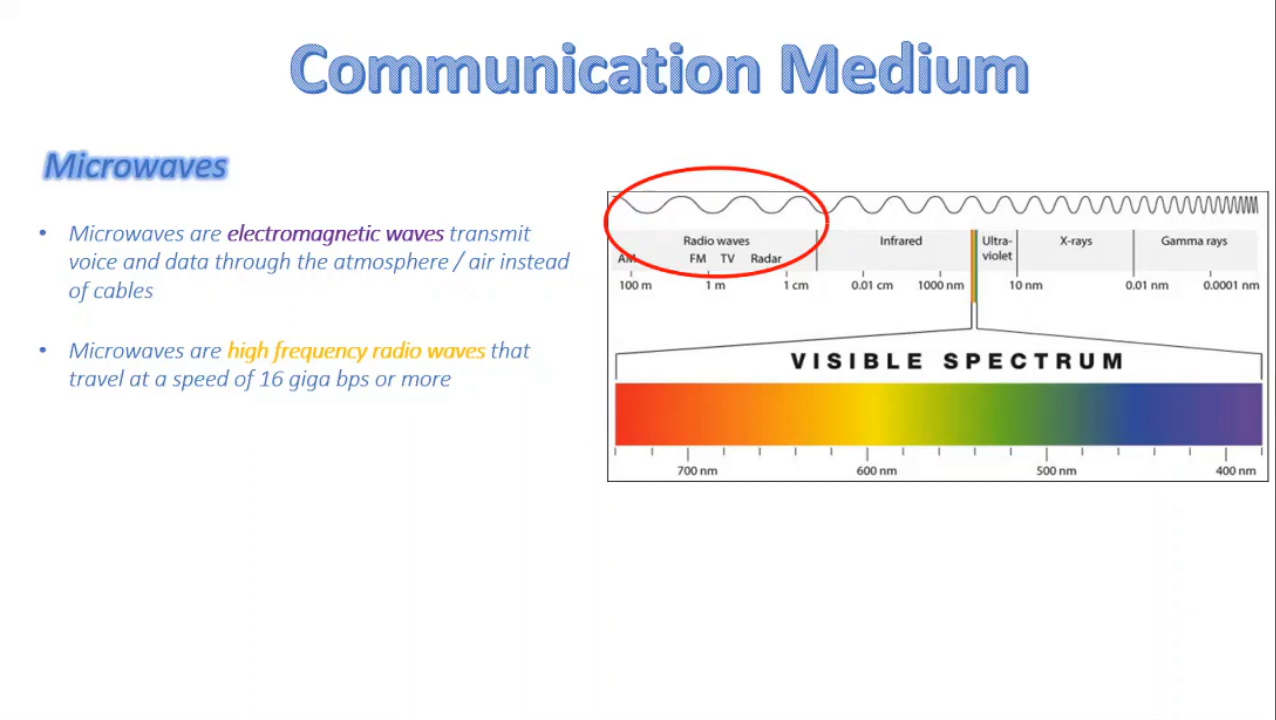 Communication Medium
Microwaves
• Microwaves are electromagnetic waves transmit
voice and data through the atmosphere / air instead
of cables
• Microwaves are high frequency radio waves that
travel at a speed of 16 giga bps or more
Radio waves
AM FM TV Radar
Infrared
Ultra-
violet
X-rays
Gamma rays
100 m 1 m 1 cm 0.01 cm 1000 nm 10 nm 0.01 nm 0.0001 nm
VISIBLE SPECTRUM
700 nm 600 nm 500 nm 400 nm